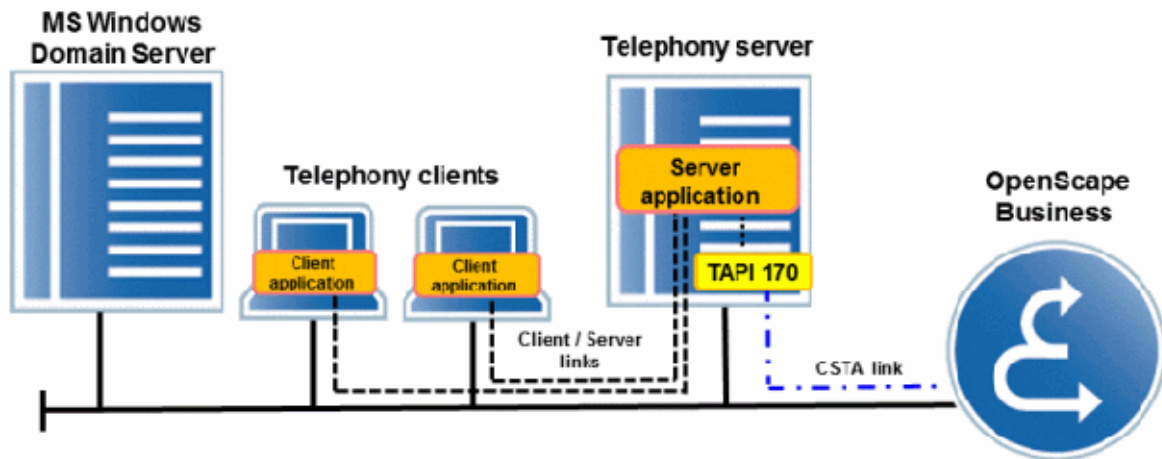 MS Windows
Domain Server
Telephony server
Telephony clients
Server
application
OpenScape
Business
Client
application
Client
application
TAPI 170
Client / Server
links
CSTA link